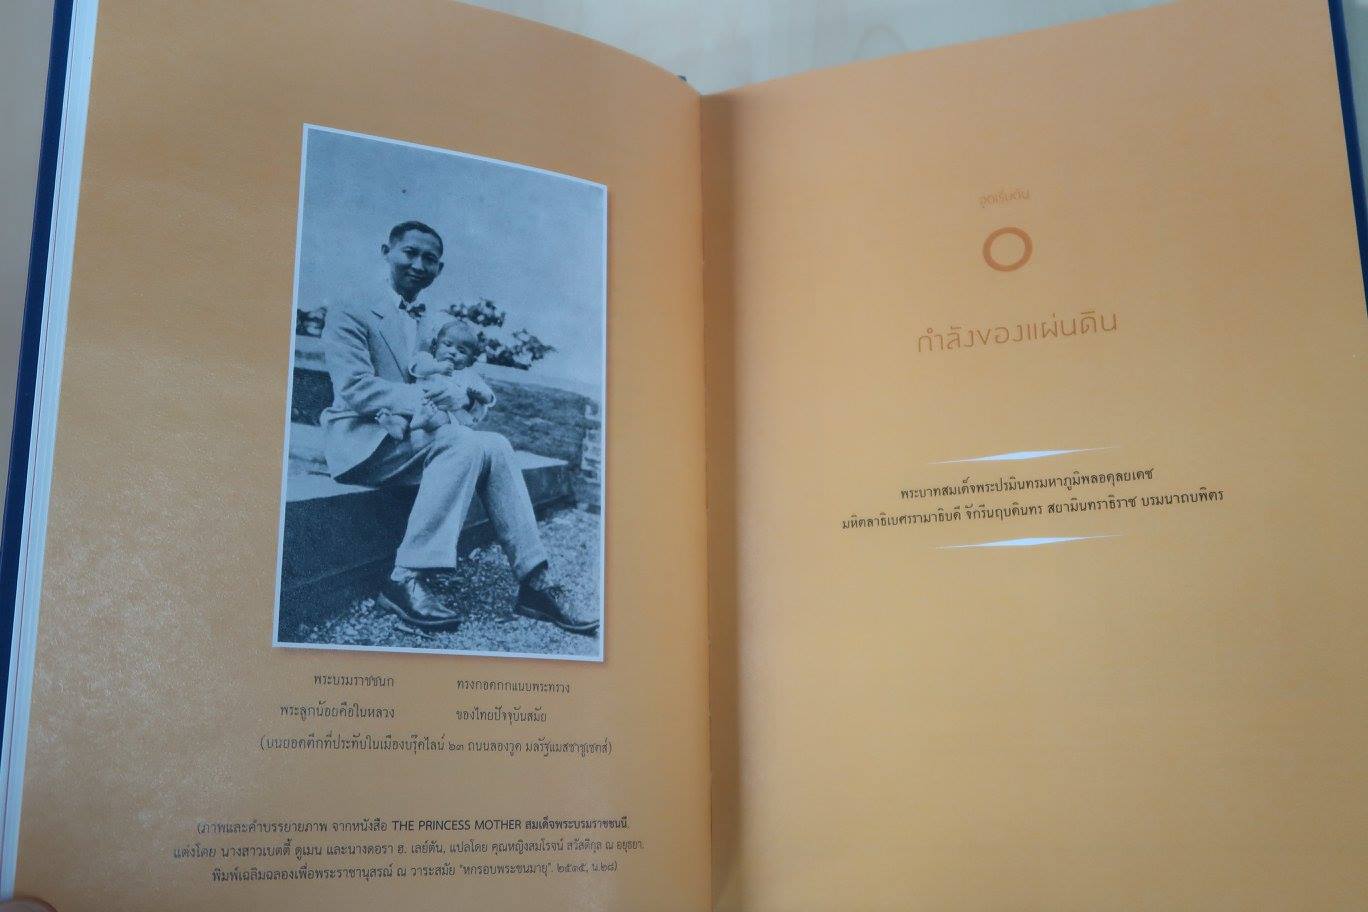 พระบรมราชชนก ทรงกอดกกแนบพระทรวง
พระลูกน้อยคือในหลวง ของไทยปัจจุบันสมัย
(บนยอดตึกที่ประทับในเมืองบรุ๊คไลน์ ๖๓ ถนนลองวูด มลรัฐแมสซาชูเซตส์)
(ภาพและคำบรรยายภาพ จากหนังสือ THE PRINCESS MOTHER สมเด็จพระบรมราชชนนี
แต่งโดย นางสาวเบตตี้ ดูเมน และนางดอรา ฮ. เลย์ตัน, แปลโดย คุณหญิงสมโรจน์ สวัสดิกุล ณ อยุธยา.
พิมพ์เฉลิมฉลองเพื่อพระราชานุสรณ์ ณ วาระสมัย "หกรอบพระชนมายุ". ๒๕๓๕, น.๒๘)
จุดเริ่มต้น
กำลังของแผ่นดิน
พระบาทสมเด็จพระปรมินทรมหาภูมิพลอดุลยเดช
มหิตลาธิเบศรรามาธิบดี จักรีนฤบดินทร สยามินทราธิราช บรมนาถบพิตร